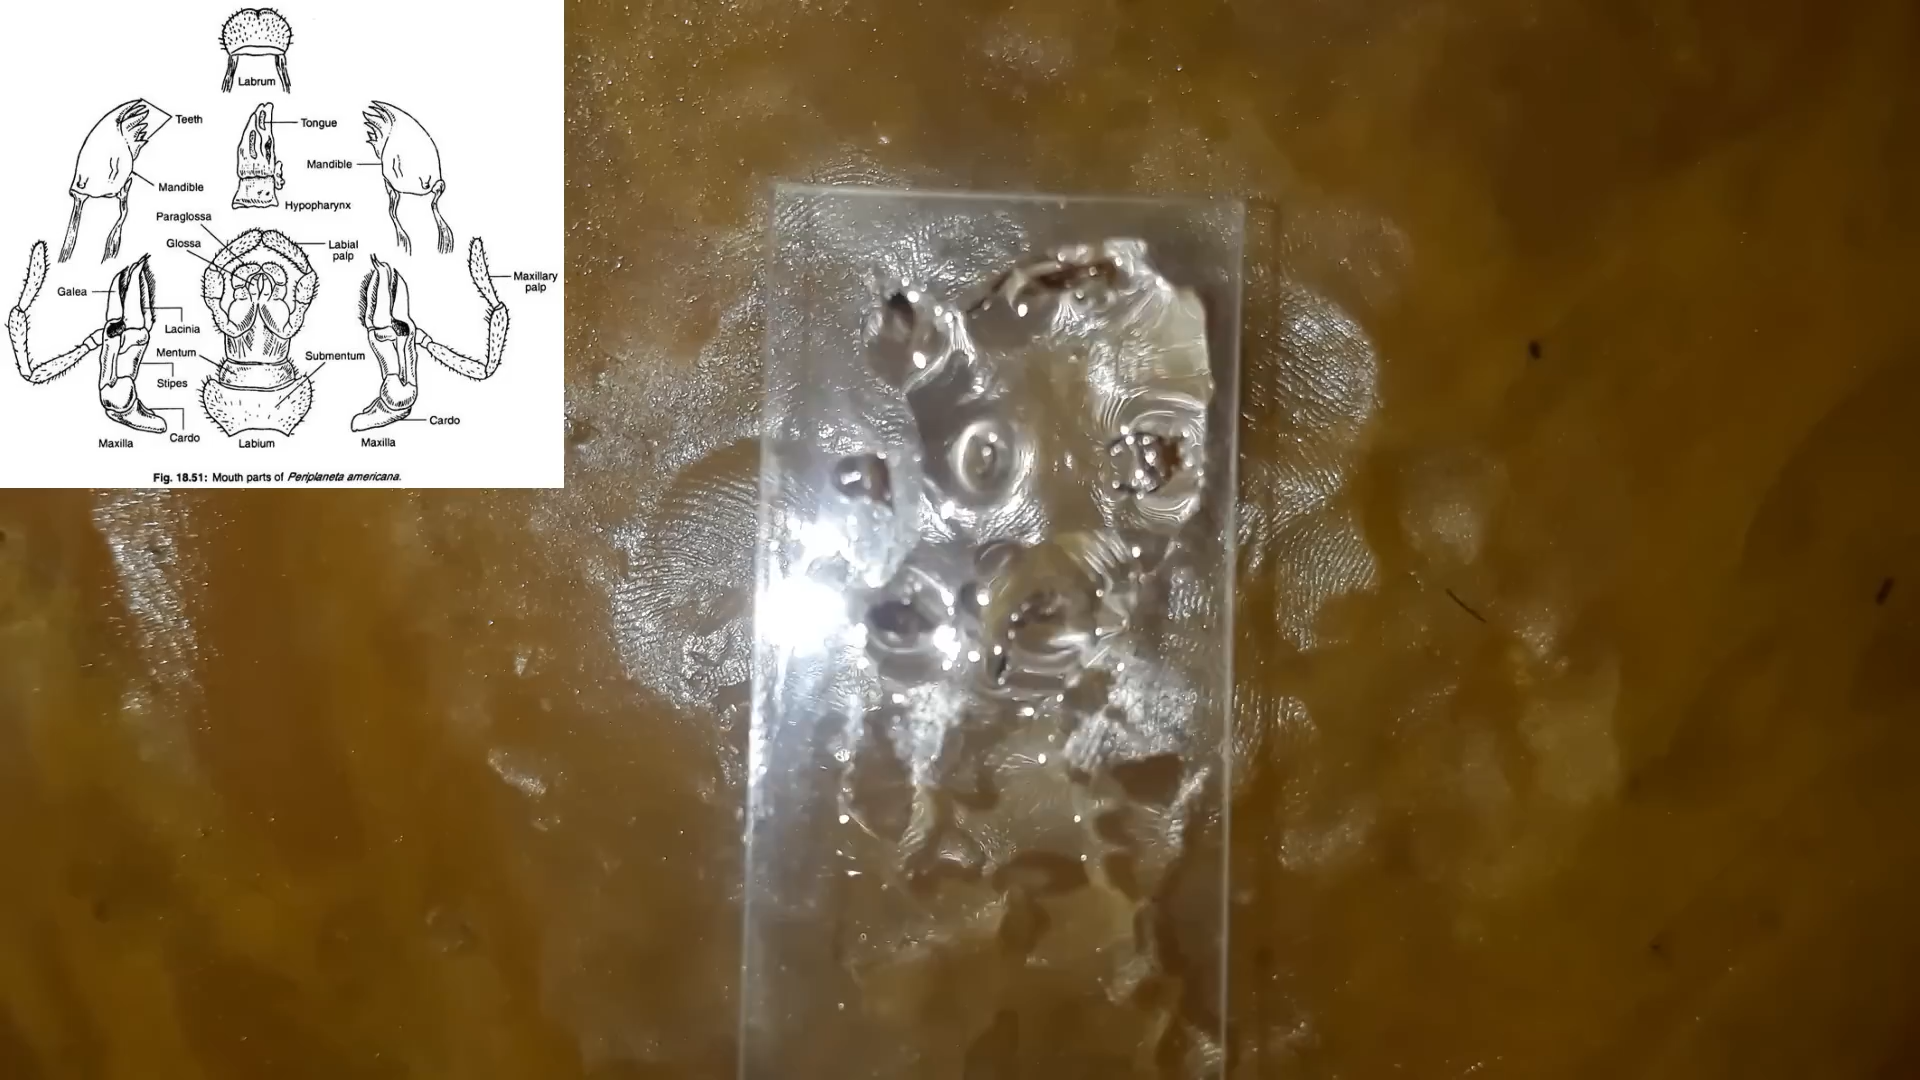 Labrum
Teeth
Tongue
Mandible
Mandible
Hypopharynx
Paraglossa
Glossa
Labial
palp
Maxillary
palp
Galea
Lacinia
Mentum
Submentum
Stipes
Cardo
Cardo
Maxilla
Labium
Maxilla
Fig. 18.51: Mouth parts of Periplaneta americana.